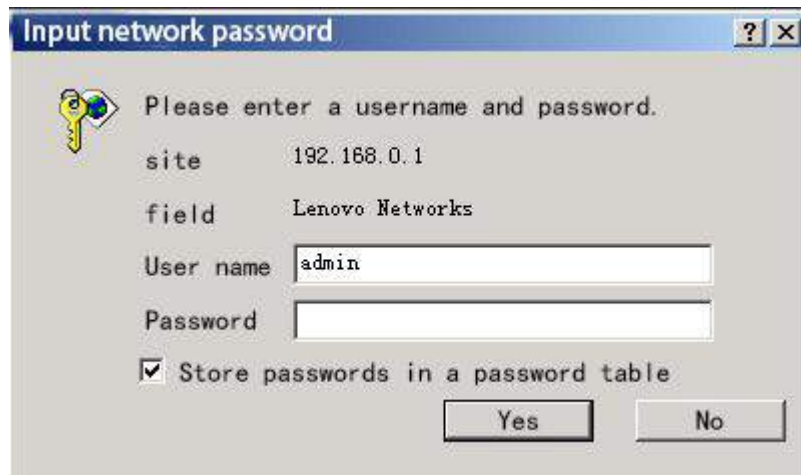 Input network password
Please enter a username and password.
site 192.168.0.1
field Lenovo Networks
User name admin
Password
Store passwords in a password table
Yes No